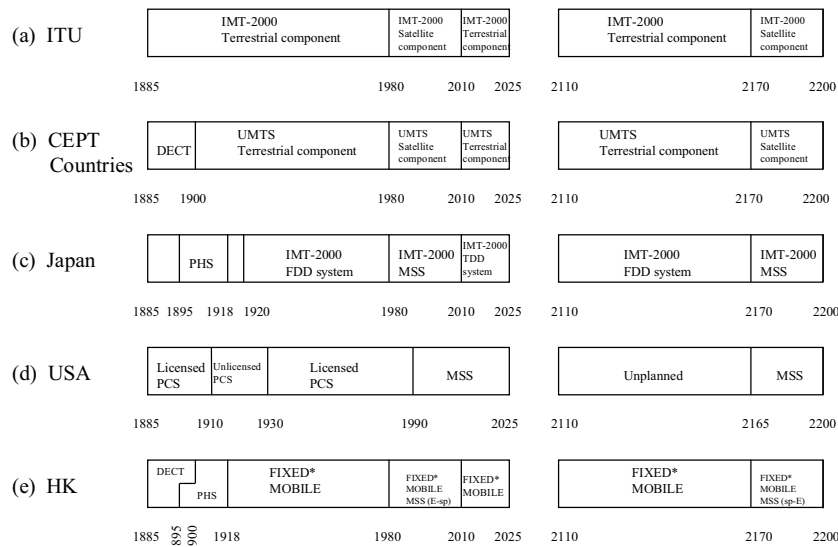 (a) ITU
IMT-2000
Terrestrial component
IMT-2000
Satellite
component
IMT-2000
Terrestrial
component
IMT-2000
Terrestrial component
IMT-2000
Satellite
component
1885 1980 2010 2025 2110 2170 2200
(b) CEPT
Countries
DECT
UMTS
Terrestrial component
UMTS
Satellite
component
UMTS
Terrestrial
component
UMTS
Terrestrial component
UMTS
Satellite
component
1885 1900 1980 2010 2025 2110 2170 2200
(c) Japan
PHS
IMT-2000
FDD system
IMT-2000
MSS
IMT-2000
TDD
system
IMT-2000
FDD system
IMT-2000
MSS
1885 1895 1918 1920 1980 2010 2025 2110 2170 2200
(d) USA
Licensed
PCS
Unlicensed
PCS
Licensed
PCS
MSS
Unplanned
MSS
1885 1910 1930 1990 2025 2110 2165 2200
(e) HK
DECT
PHS
FIXED*
MOBILE
FIXED*
MOBILE
MSS (E-sp)
FIXED*
MOBILE
FIXED*
MOBILE
FIXED*
MOBILE
MSS (sp-E)
1885 1895 1900 1918 1980 2010 2025 2110 2170 2200